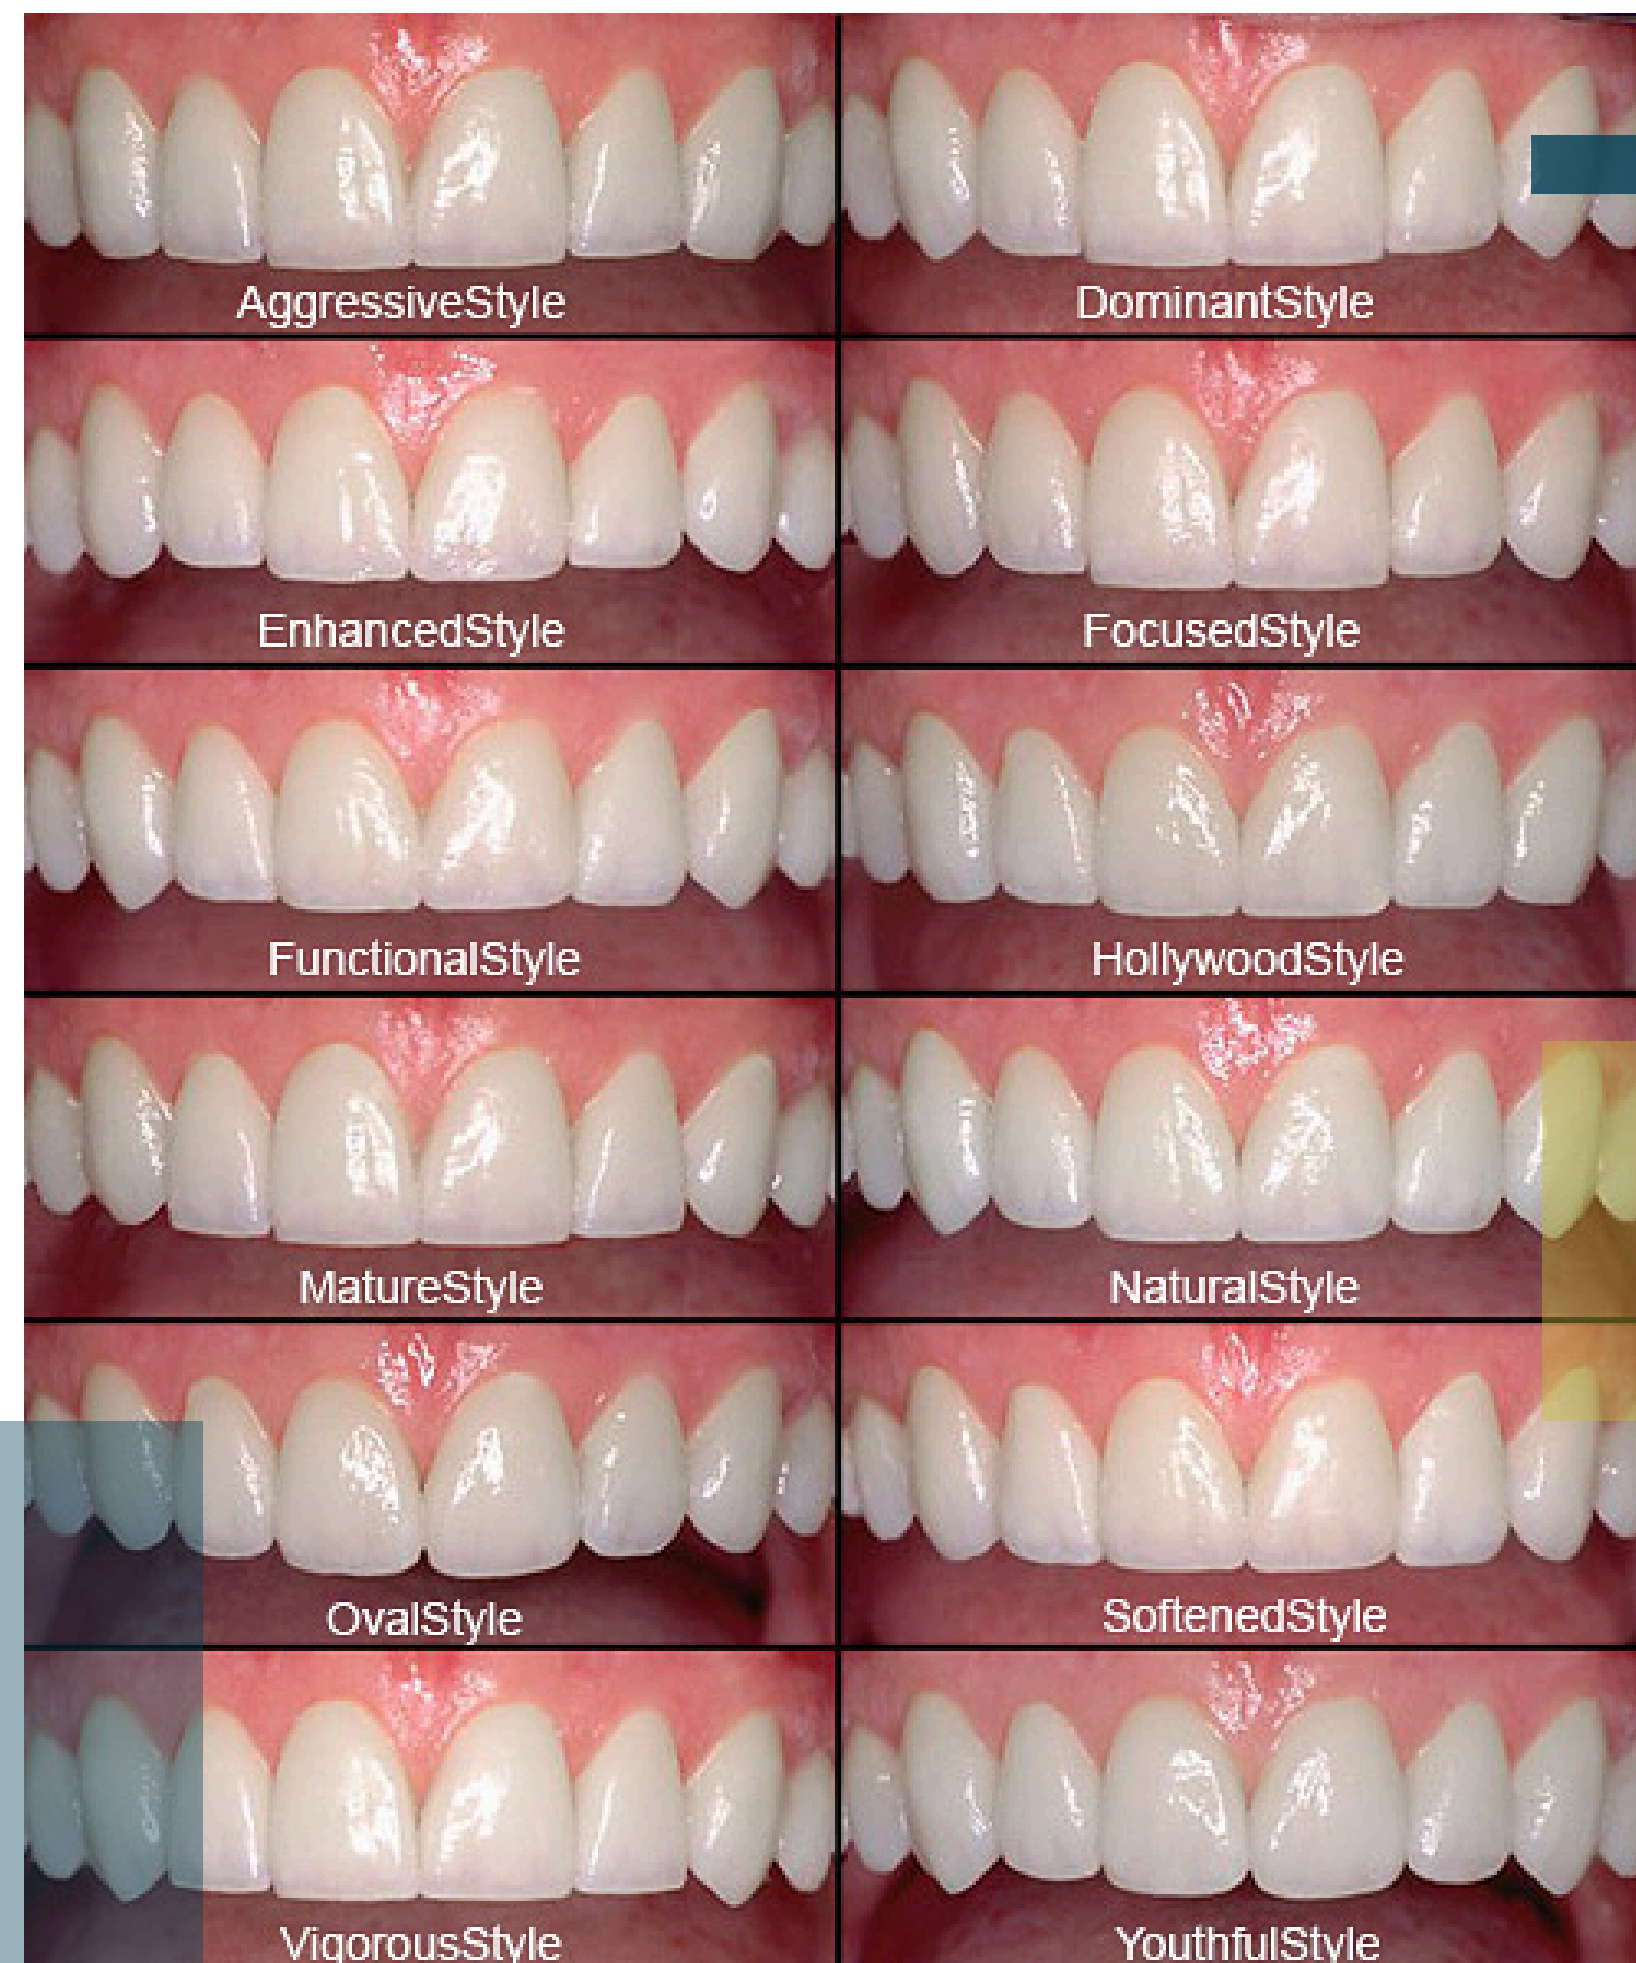 AggressiveStyle
DominantStyle
EnhancedStyle
FocusedStyle
FunctionalStyle
HollywoodStyle
MatureStyle
NaturalStyle
OvalStyle
SoftenedStyle
VigorousStyle
YouthfulStyle